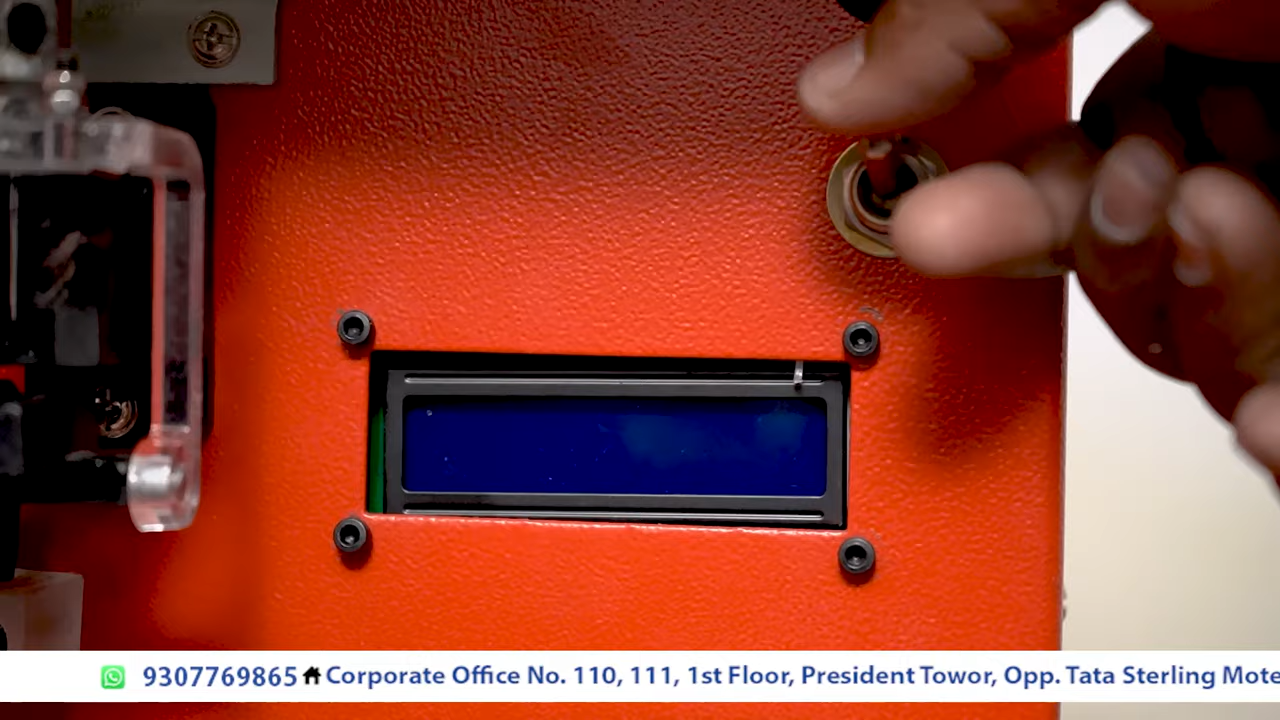 9307769865 Corporate Office No. 110, 111, 1st Floor, President Towor, Opp. Tata Sterling Mote